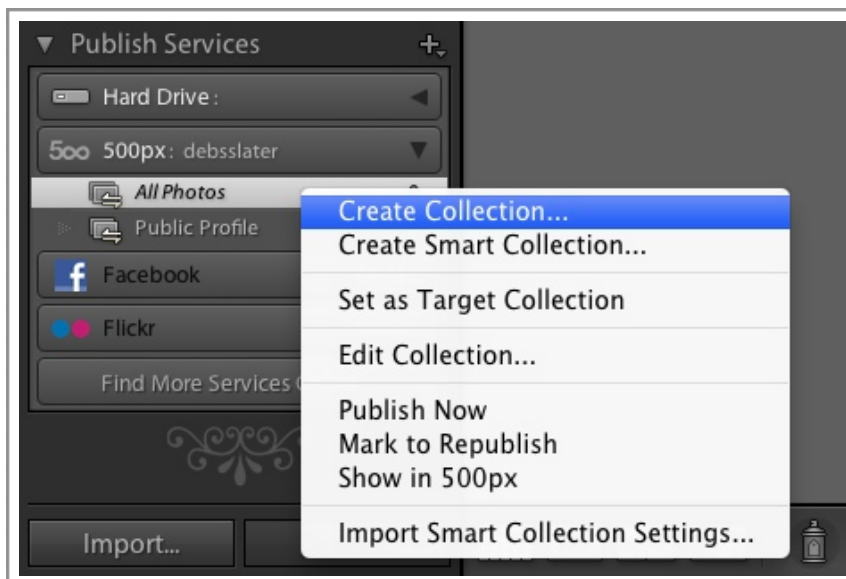 Publish Services
Hard Drive:
500px: debsslater
All Photos
Public Profile
Facebook
Flickr
Find More Services
Create Collection...
Create Smart Collection...
Set as Target Collection
Edit Collection...
Publish Now
Mark to Republish
Show in 500px
Import Smart Collection Settings...
Import...